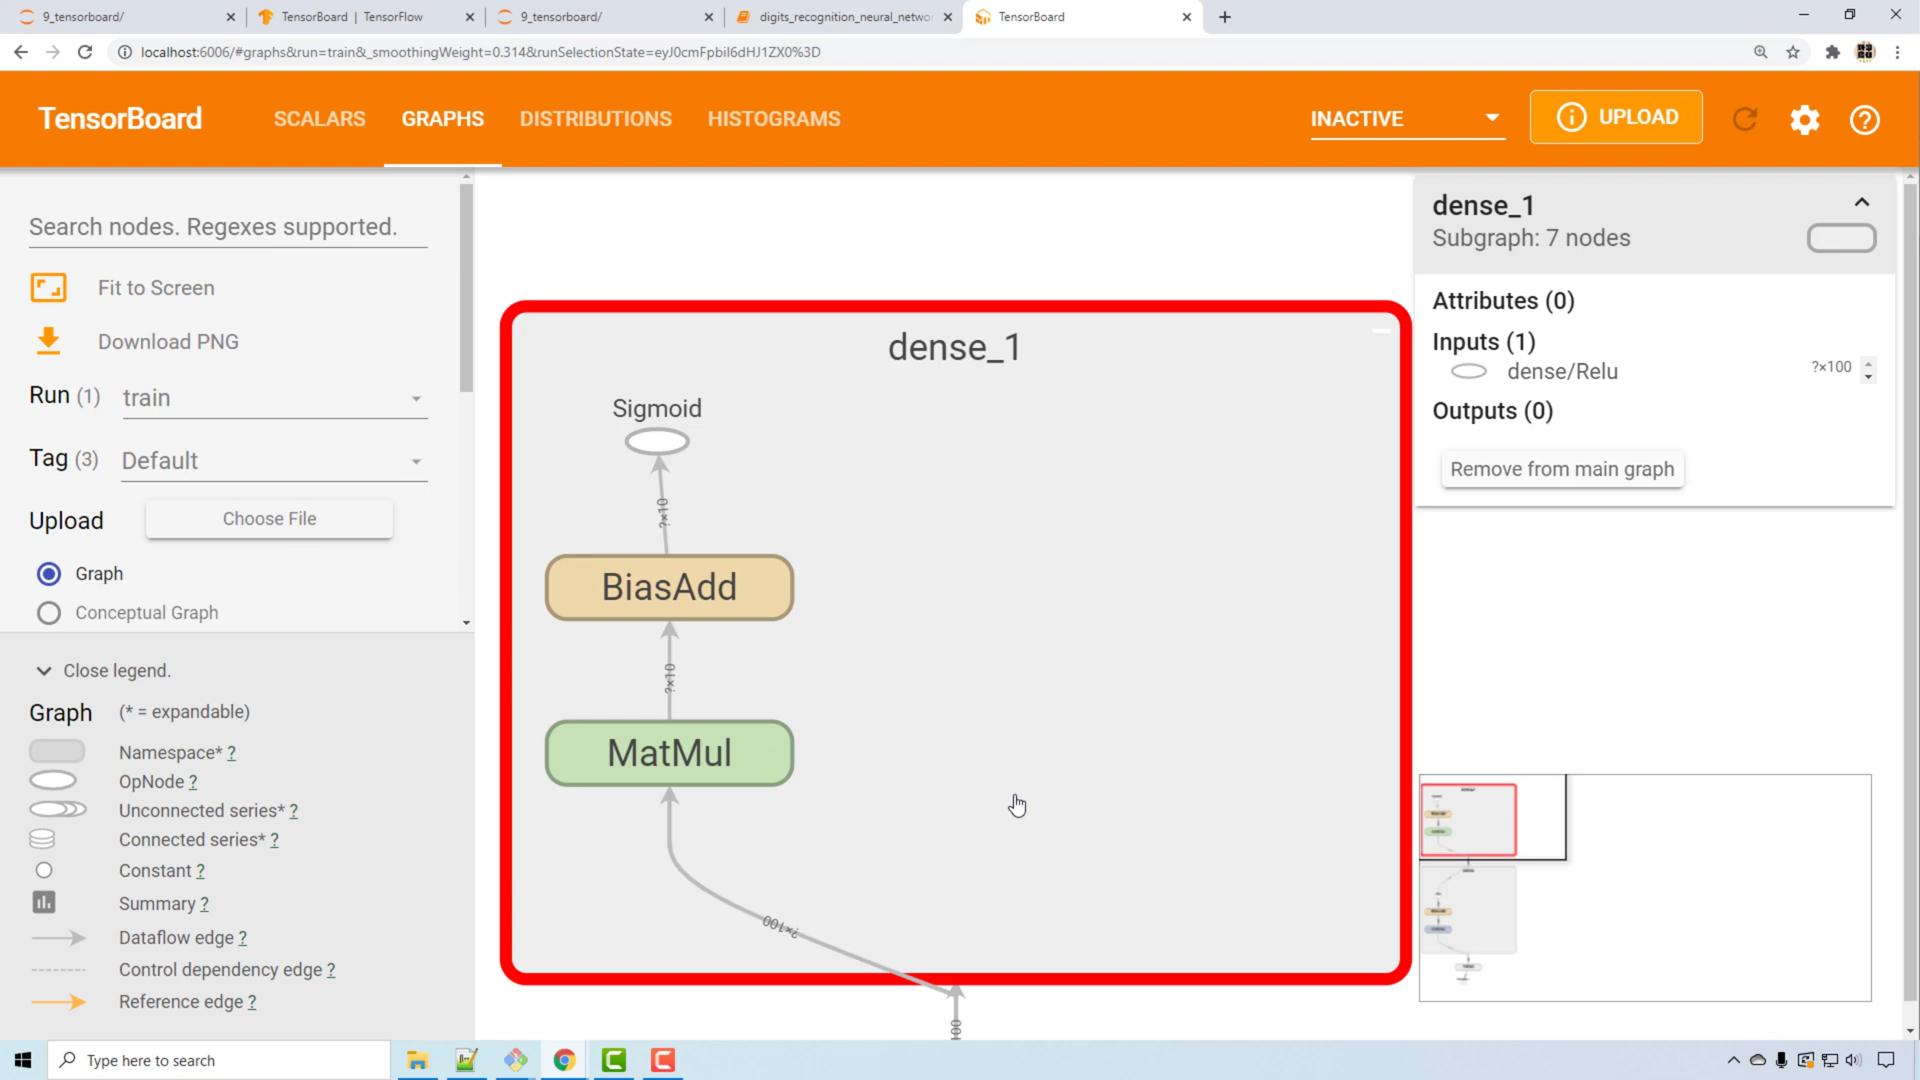 9_tensorboard/
TensorBoard | TensorFlow
9_tensorboard/
digits_recognition_neural_networ
TensorBoard
localhost:6006/#graphs&run=train&_smoothingWeight=0.314&runSelectionState=eyJ0cmFpbiI6dHJ1ZX0%3D
TensorBoard
SCALARS
GRAPHS
DISTRIBUTIONS
HISTOGRAMS
INACTIVE
UPLOAD
Search nodes. Regexes supported.
Fit to Screen
Download PNG
Run (1) train
Tag (3) Default
Upload Choose File
Graph
Conceptual Graph
Close legend.
Graph (* = expandable)
Namespace* ?
OpNode ?
Unconnected series* ?
Connected series* ?
Constant ?
Summary ?
Dataflow edge ?
Control dependency edge ?
Reference edge ?
dense_1
Sigmoid
?×10
BiasAdd
?×10
MatMul
?×100
dense_1
Subgraph: 7 nodes
Attributes (0)
Inputs (1)
dense/Relu ?×100
Outputs (0)
Remove from main graph
Type here to search